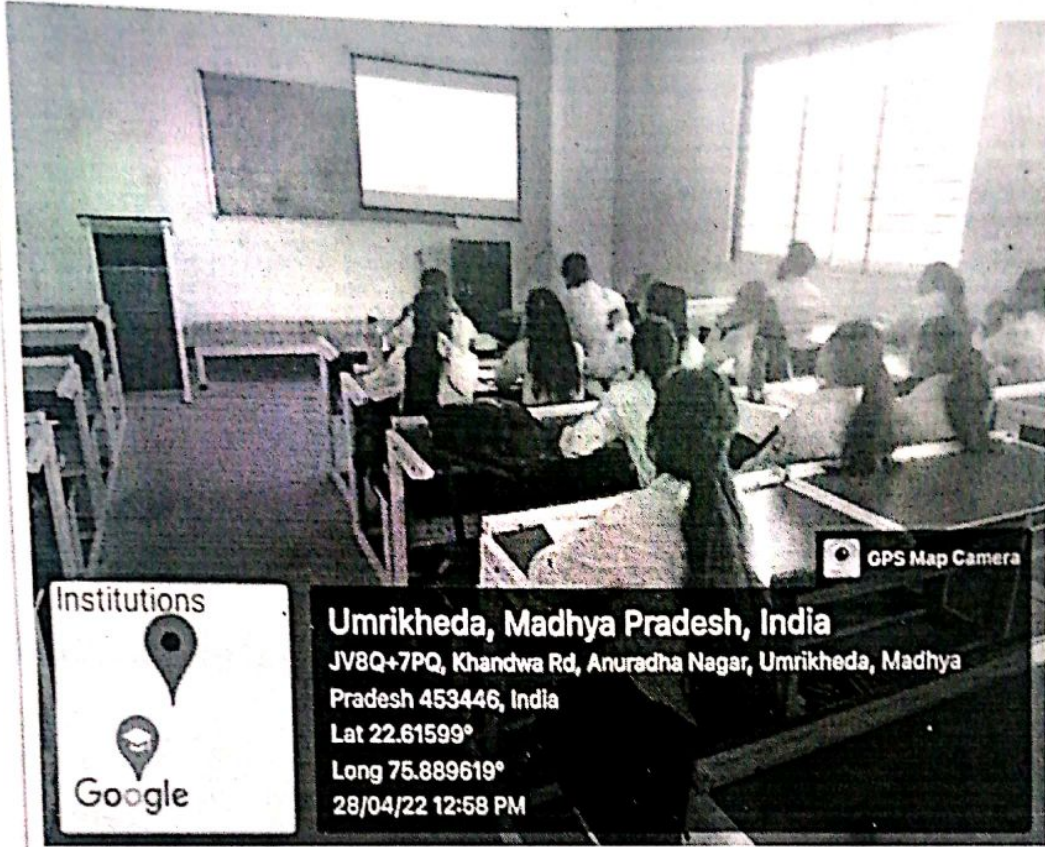 GPS Map Camera
Institutions
Google
Umrikheda, Madhya Pradesh, India
JV8Q+7PQ, Khandwa Rd, Anuradha Nagar, Umrikheda, Madhya
Pradesh 453446, India
Lat 22.61599°
Long 75.889619°
28/04/22 12:58 PM